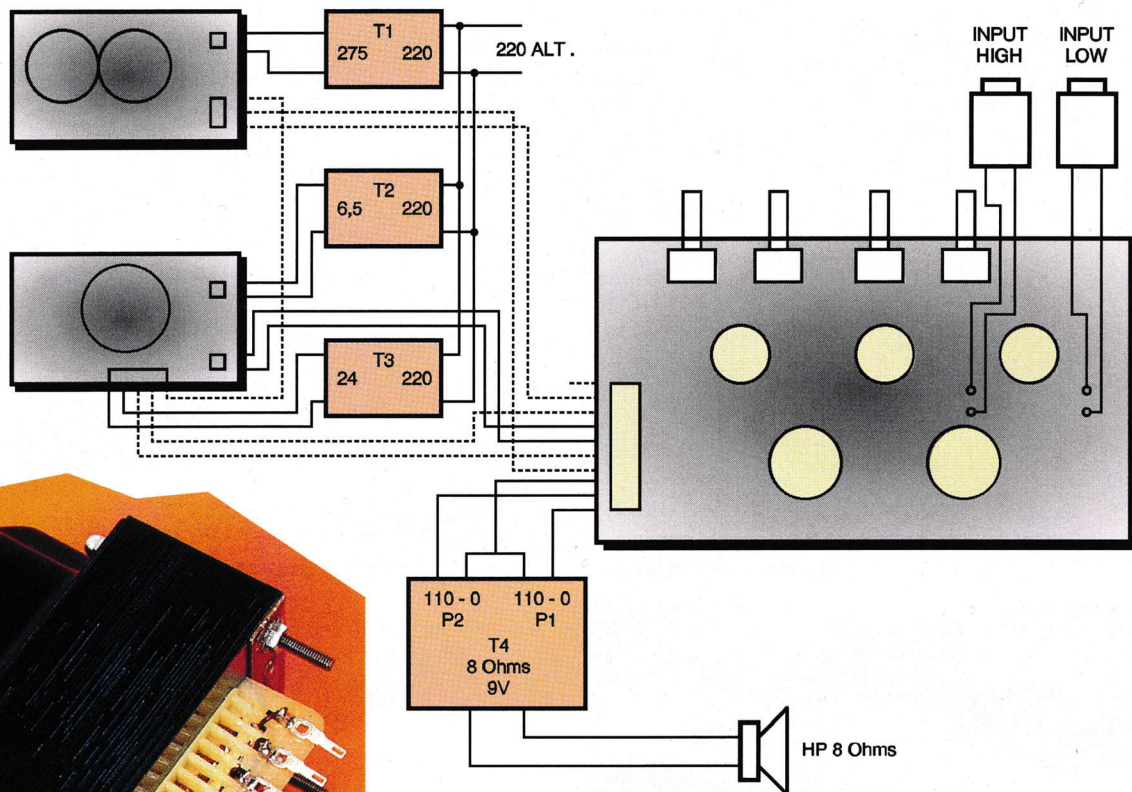 T1
275 220
220 ALT .
INPUT
HIGH
INPUT
LOW
T2
6,5 220
T3
24 220
110 - 0 110 - 0
P2 P1
T4
8 Ohms
9V
HP 8 Ohms